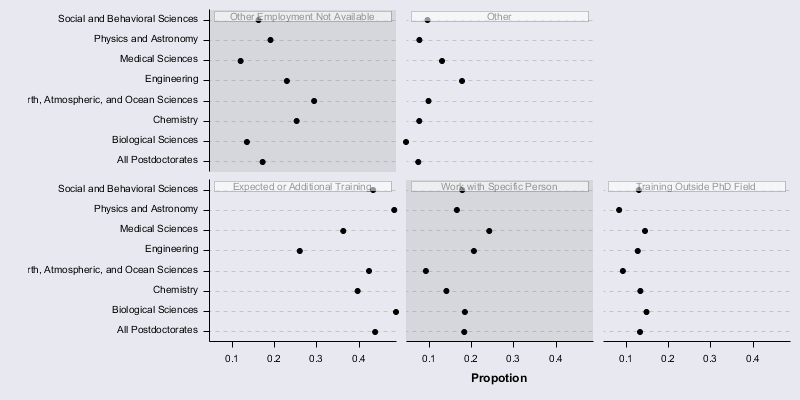 Other Employment Not Available
Other
Social and Behavioral Sciences
Physics and Astronomy
Medical Sciences
Engineering
rth, Atmospheric, and Ocean Sciences
Chemistry
Biological Sciences
All Postdoctorates
Expected or Additional Training
Work with Specific Person
Training Outside PhD Field
Social and Behavioral Sciences
Physics and Astronomy
Medical Sciences
Engineering
rth, Atmospheric, and Ocean Sciences
Chemistry
Biological Sciences
All Postdoctorates
0.1 0.2 0.3 0.4 0.1 0.2 0.3 0.4 0.1 0.2 0.3 0.4
Propotion